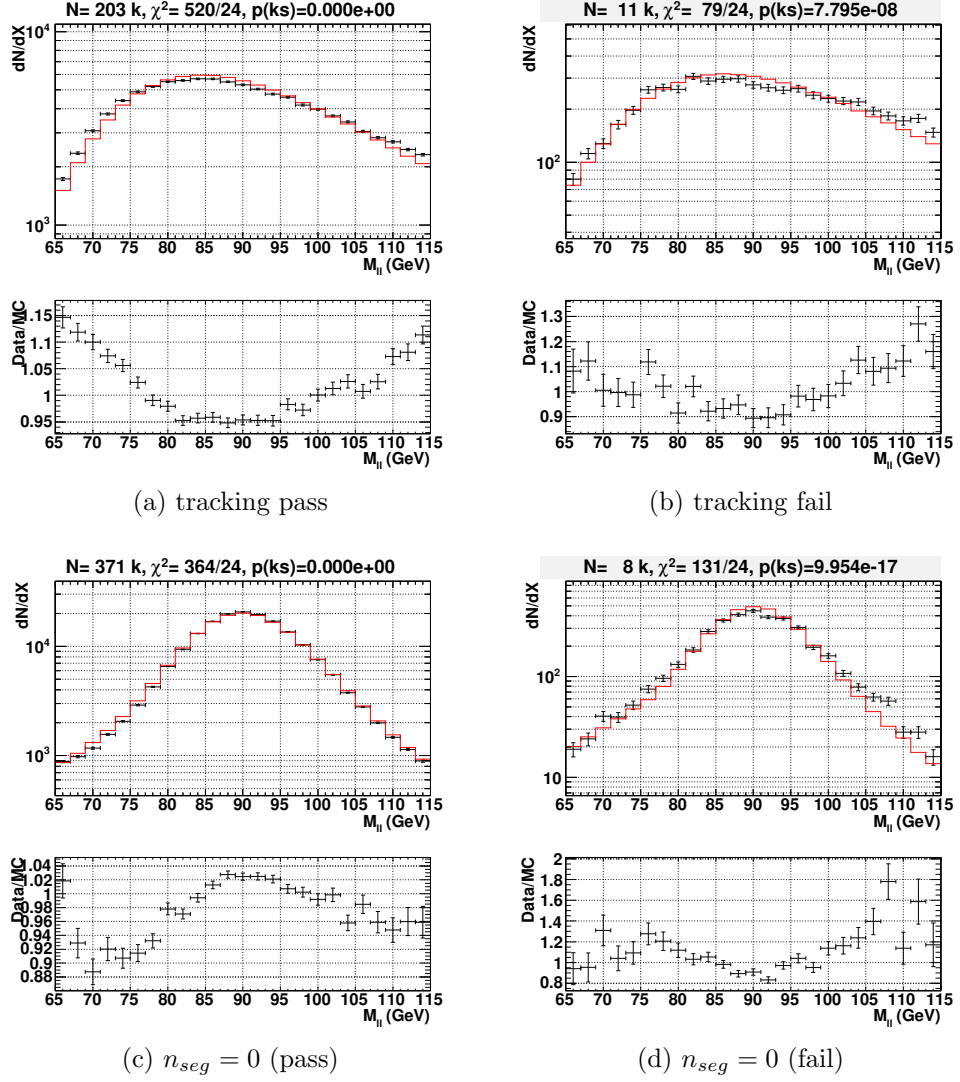 N= 203 k, χ²= 520/24, p(ks)=0.000e+00
dN/dX
10⁴
10³
65 70 75 80 85 90 95 100 105 110 115
M_ll (GeV)
Data/MC
1.15
1.1
1.05
1
0.95
65 70 75 80 85 90 95 100 105 110 115
M_ll (GeV)
(a) tracking pass
N= 11 k, χ²= 79/24, p(ks)=7.795e-08
dN/dX
10²
65 70 75 80 85 90 95 100 105 110 115
M_ll (GeV)
Data/MC
1.3
1.2
1.1
1
0.9
65 70 75 80 85 90 95 100 105 110 115
M_ll (GeV)
(b) tracking fail
N= 371 k, χ²= 364/24, p(ks)=0.000e+00
dN/dX
10⁴
10³
65 70 75 80 85 90 95 100 105 110 115
M_ll (GeV)
Data/MC
1.04
1.02
1
0.98
0.96
0.94
0.92
0.9
0.88
65 70 75 80 85 90 95 100 105 110 115
M_ll (GeV)
(c) n_seg = 0 (pass)
N= 8 k, χ²= 131/24, p(ks)=9.954e-17
dN/dX
10²
10
65 70 75 80 85 90 95 100 105 110 115
M_ll (GeV)
Data/MC
2
1.8
1.6
1.4
1.2
1
0.8
65 70 75 80 85 90 95 100 105 110 115
M_ll (GeV)
(d) n_seg = 0 (fail)